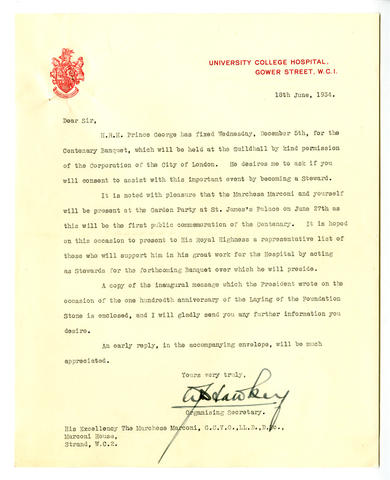 UNIVERSITY COLLEGE HOSPITAL,
GOWER STREET, W.C.1.
18th June, 1934.
Dear Sir,
H.R.H. Prince George has fixed Wednesday, December 5th, for the
Centenary Banquet, which will be held at the Guildhall by kind permission
of the Corporation of the City of London. He desires me to ask if you
will consent to assist with this important event by becoming a Steward.
It is noted with pleasure that the Marchesa Marconi and yourself
will be present at the Garden Party at St. James's Palace on June 27th as
this will be the first public commemoration of the Centenary. It is hoped
on this occasion to present to His Royal Highness a representative list of
those who will support him in his great work for the Hospital by acting
as Stewards for the forthcoming Banquet over which he will preside.
A copy of the inaugural message which the President wrote on the
occasion of the one hundredth anniversary of the Laying of the Foundation
Stone is enclosed, and I will gladly send you any further information you
desire.
An early reply, in the accompanying envelope, will be much
appreciated.
Yours very truly,
Organising Secretary.
His Excellency The Marchese Marconi, G.C.V.O.,LL.D.,D.Sc.,
Marconi House,
Strand, W.C.2.